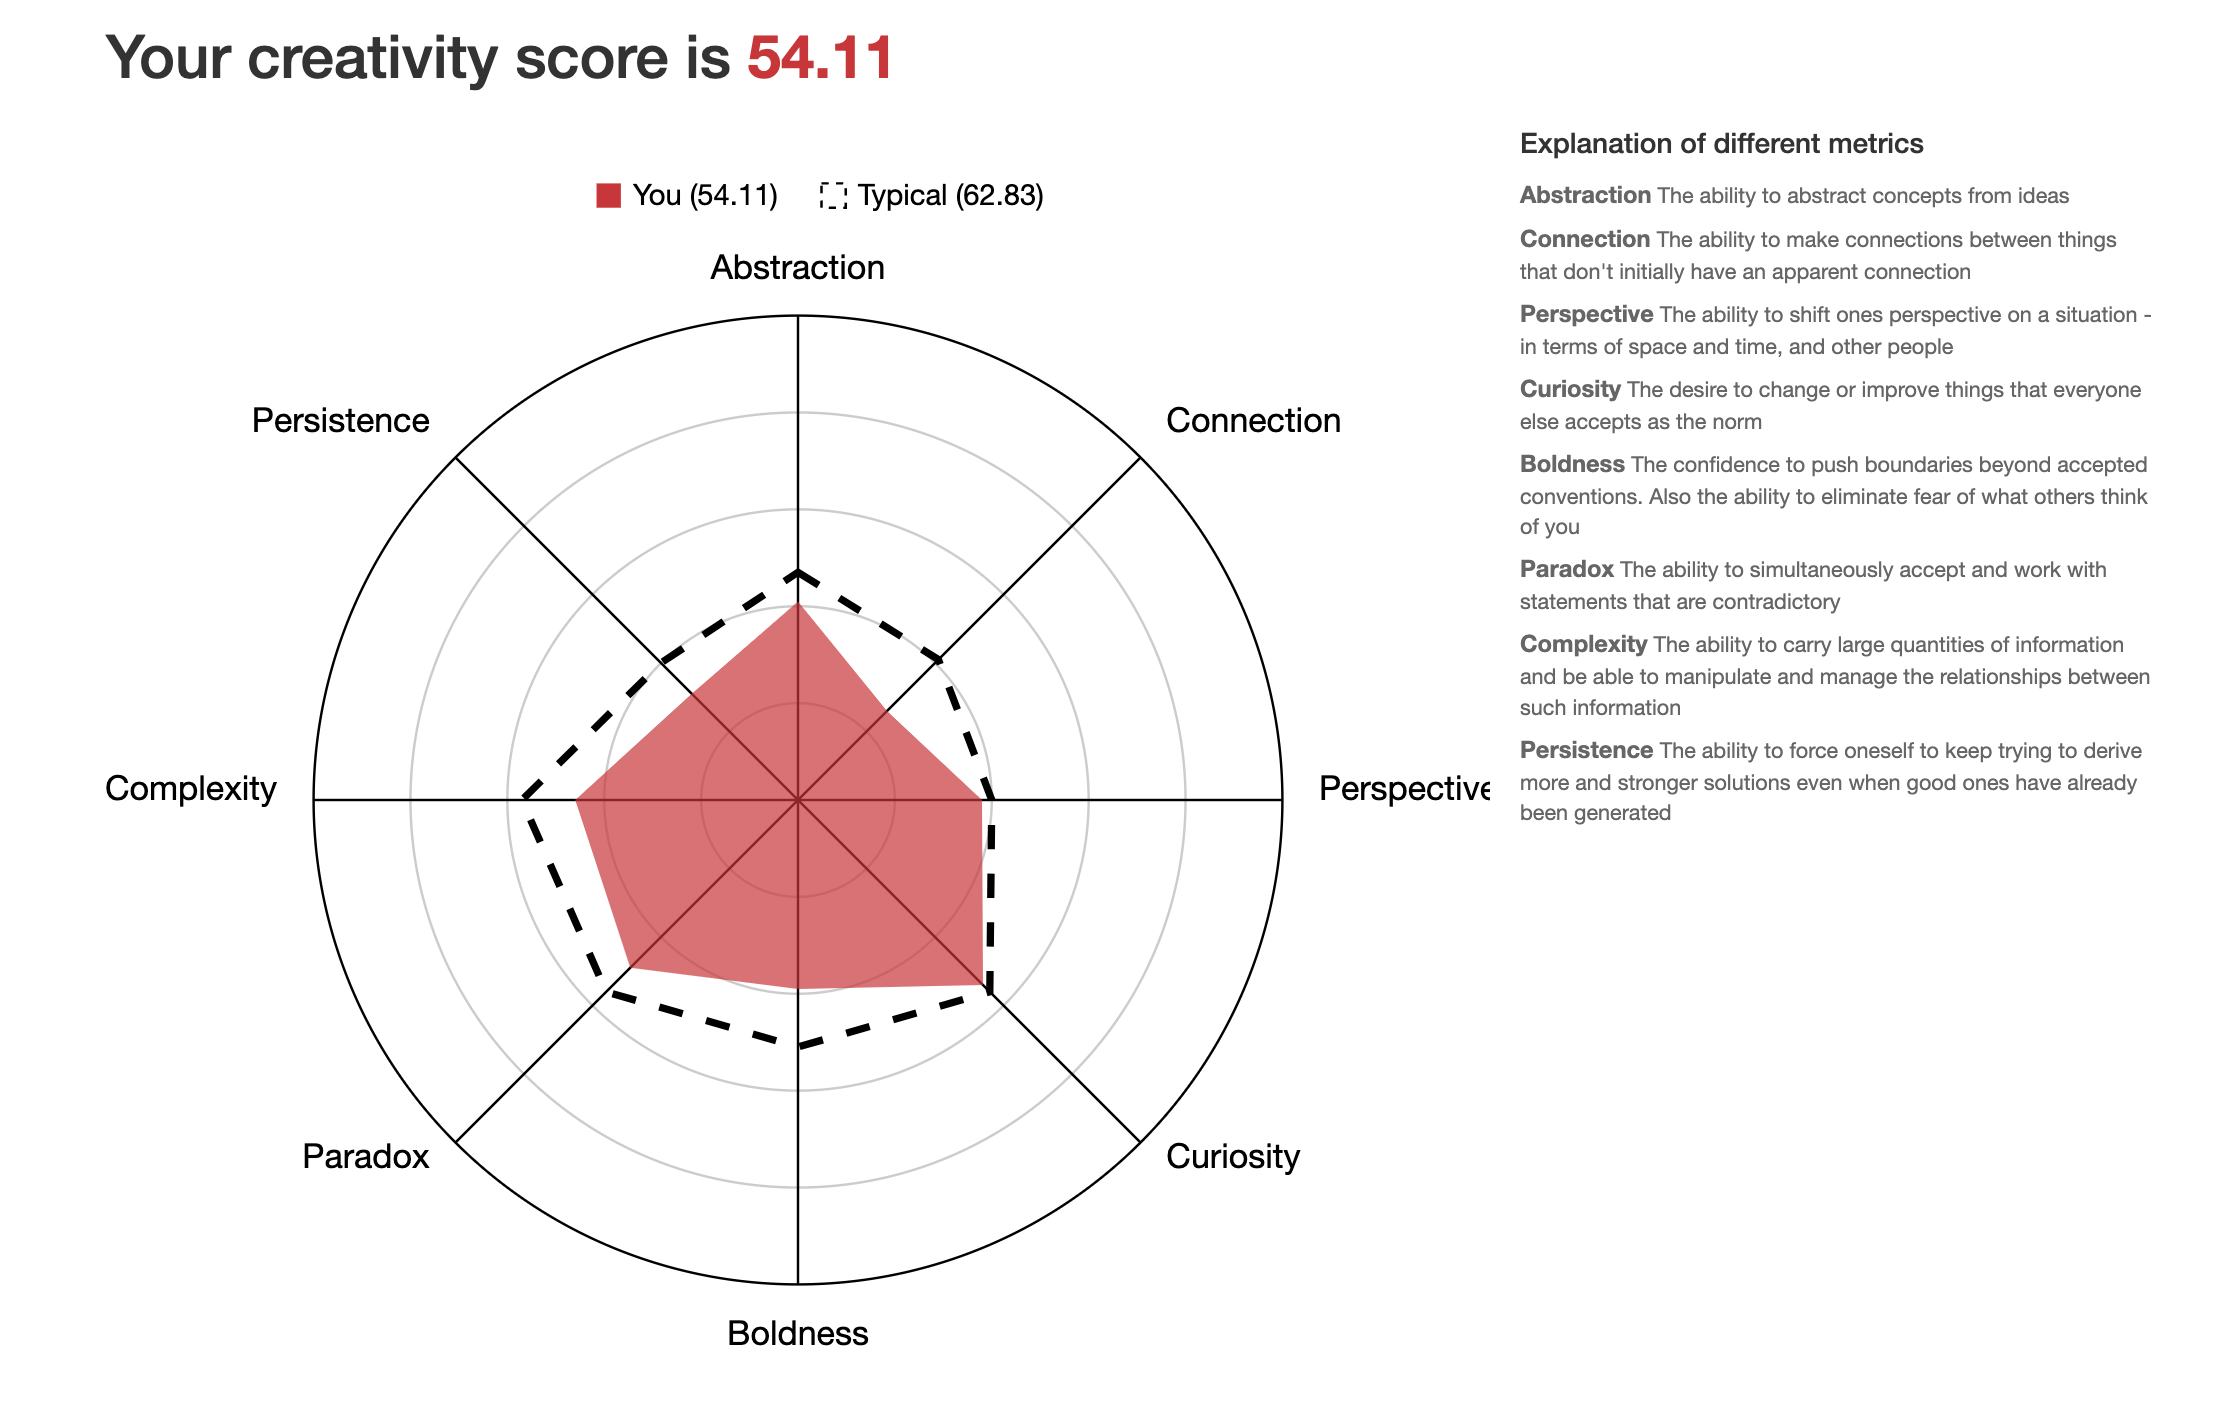 Your creativity score is 54.11
You (54.11)
Typical (62.83)
Abstraction
Persistence
Connection
Complexity
Perspective
Paradox
Curiosity
Boldness
Explanation of different metrics
Abstraction The ability to abstract concepts from ideas
Connection The ability to make connections between things
that don't initially have an apparent connection
Perspective The ability to shift ones perspective on a situation -
in terms of space and time, and other people
Curiosity The desire to change or improve things that everyone
else accepts as the norm
Boldness The confidence to push boundaries beyond accepted
conventions. Also the ability to eliminate fear of what others think
of you
Paradox The ability to simultaneously accept and work with
statements that are contradictory
Complexity The ability to carry large quantities of information
and be able to manipulate and manage the relationships between
such information
Persistence The ability to force oneself to keep trying to derive
more and stronger solutions even when good ones have already
been generated